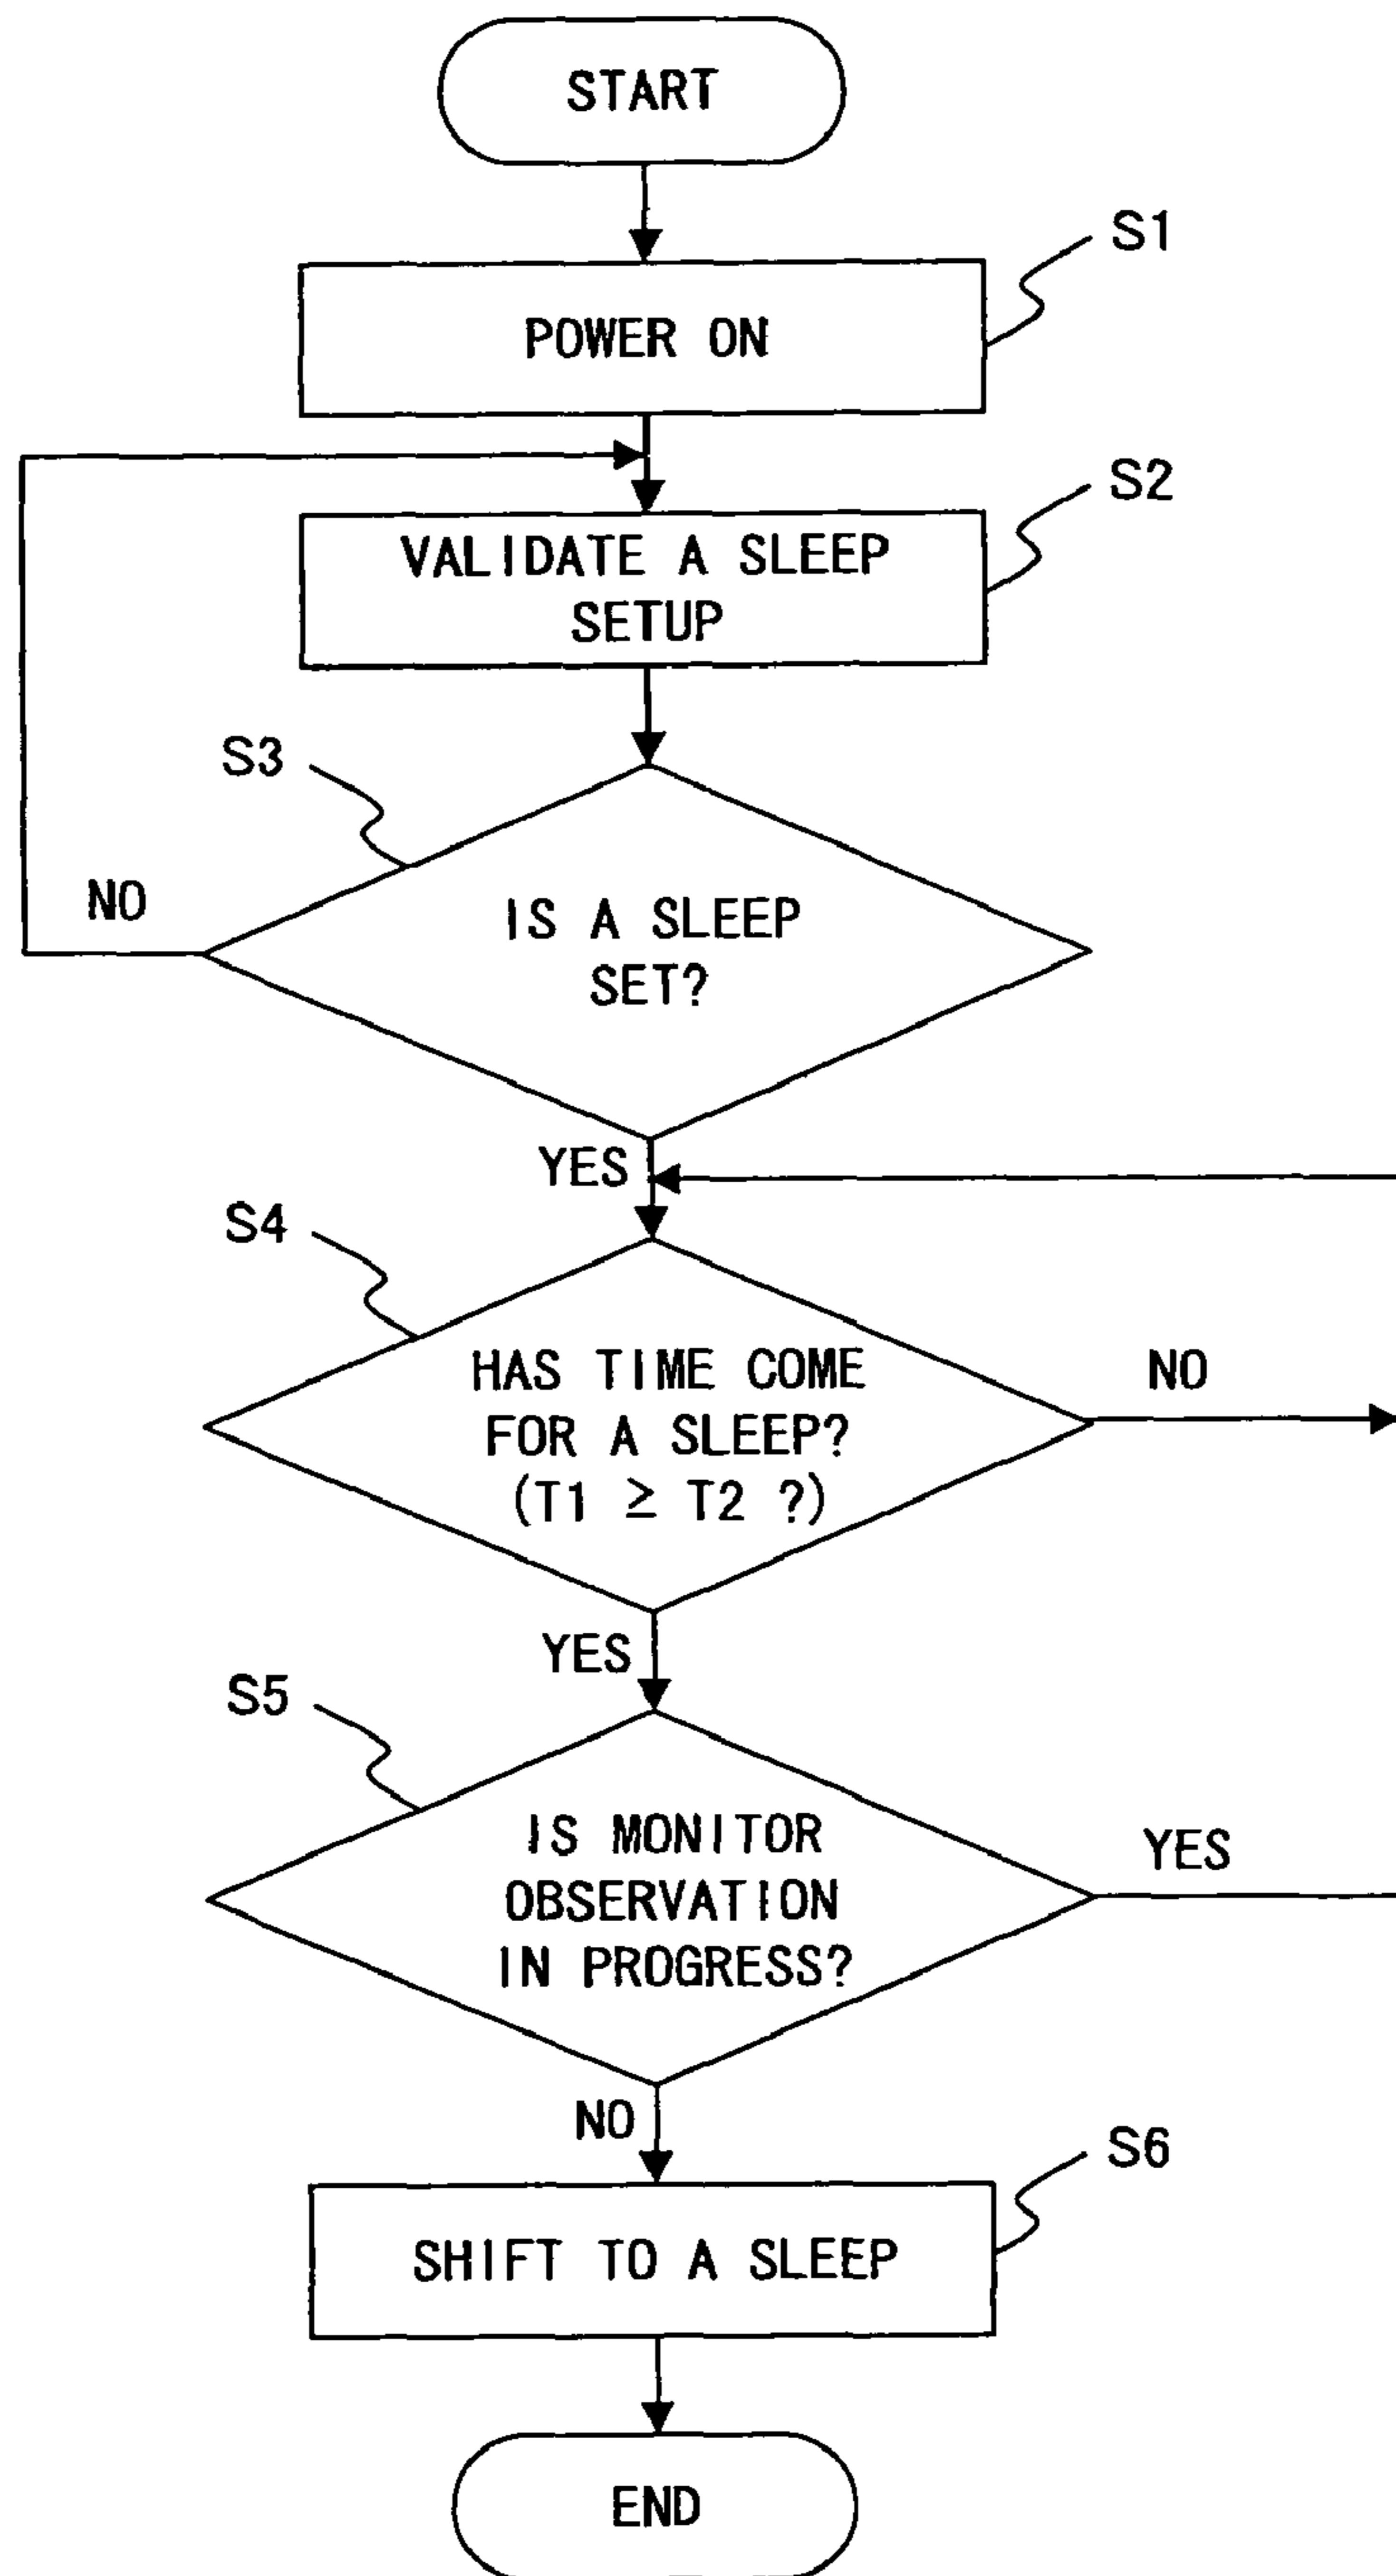 START
S1
POWER ON
S2
VALIDATE A SLEEP
SETUP
S3
NO
IS A SLEEP
SET?
YES
S4
HAS TIME COME
FOR A SLEEP?
(T1 ≥ T2 ?)
NO
YES
S5
IS MONITOR
OBSERVATION
IN PROGRESS?
YES
NO
S6
SHIFT TO A SLEEP
END